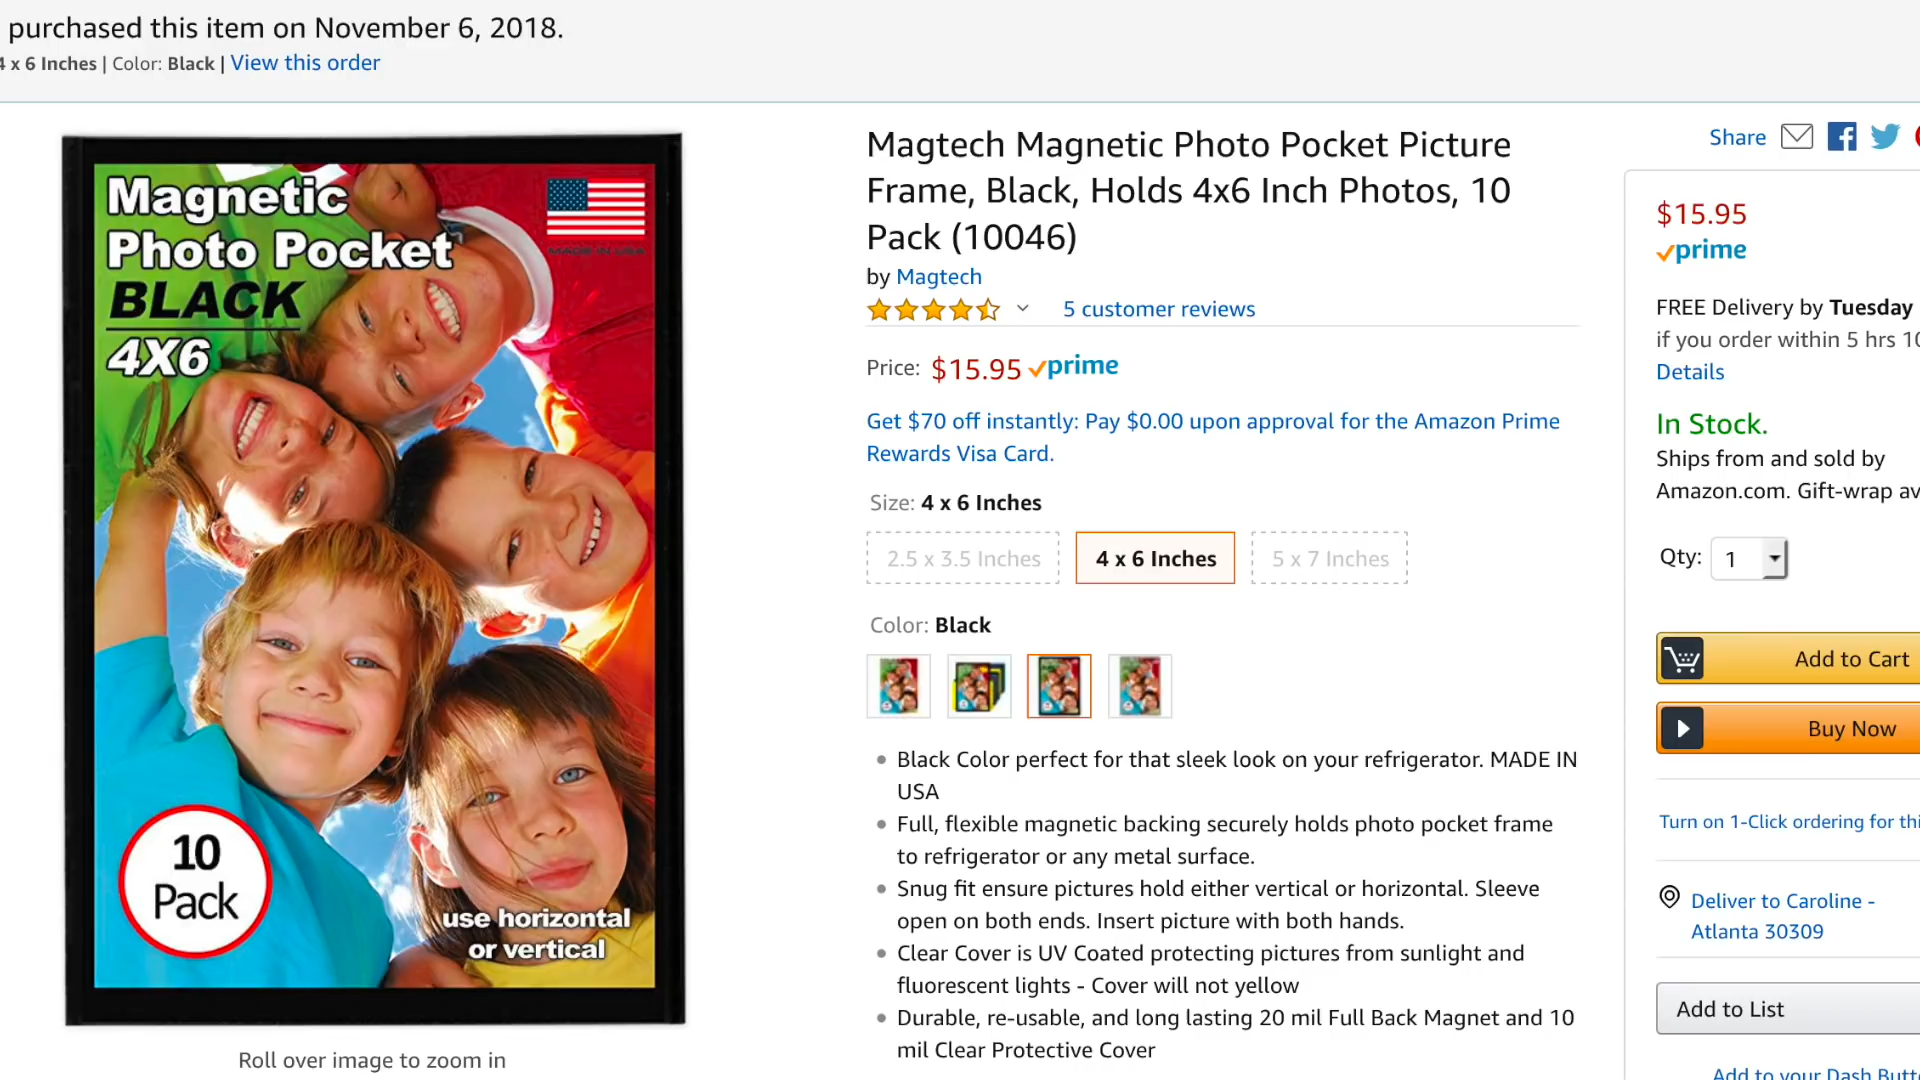 purchased this item on November 6, 2018.
4 x 6 Inches | Color: Black | View this order
Magnetic
Photo Pocket
BLACK
4X6
MADE IN USA
10
Pack
use horizontal
or vertical
Roll over image to zoom in
Magtech Magnetic Photo Pocket Picture
Frame, Black, Holds 4x6 Inch Photos, 10
Pack (10046)
by Magtech
5 customer reviews
Price: $15.95 prime
Get $70 off instantly: Pay $0.00 upon approval for the Amazon Prime
Rewards Visa Card.
Size: 4 x 6 Inches
2.5 x 3.5 Inches 4 x 6 Inches 5 x 7 Inches
Color: Black
Black Color perfect for that sleek look on your refrigerator. MADE IN
USA
Full, flexible magnetic backing securely holds photo pocket frame
to refrigerator or any metal surface.
Snug fit ensure pictures hold either vertical or horizontal. Sleeve
open on both ends. Insert picture with both hands.
Clear Cover is UV Coated protecting pictures from sunlight and
fluorescent lights - Cover will not yellow
Durable, re-usable, and long lasting 20 mil Full Back Magnet and 10
mil Clear Protective Cover
Share
$15.95
prime
FREE Delivery by Tuesday
if you order within 5 hrs 10
Details
In Stock.
Ships from and sold by
Amazon.com. Gift-wrap av
Qty: 1
Add to Cart
Buy Now
Turn on 1-Click ordering for thi
Deliver to Caroline -
Atlanta 30309
Add to List
Add to your Dash Butt